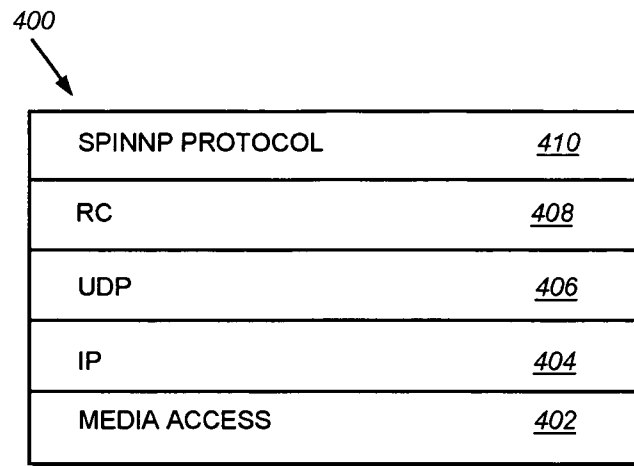 400
SPINNP PROTOCOL 410
RC 408
UDP 406
IP 404
MEDIA ACCESS 402